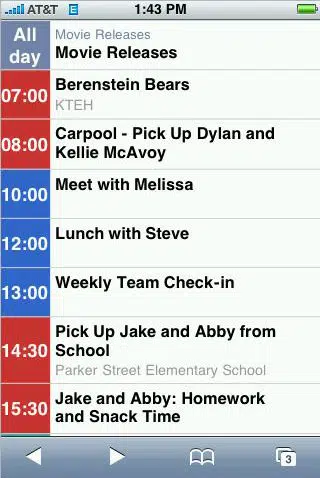 AT&T E 1:43 PM
All day
Movie Releases
Movie Releases
07:00
Berenstein Bears
KTEH
08:00
Carpool - Pick Up Dylan and
Kellie McAvoy
10:00
Meet with Melissa
12:00
Lunch with Steve
13:00
Weekly Team Check-in
14:30
Pick Up Jake and Abby from
School
Parker Street Elementary School
15:30
Jake and Abby: Homework
and Snack Time
3